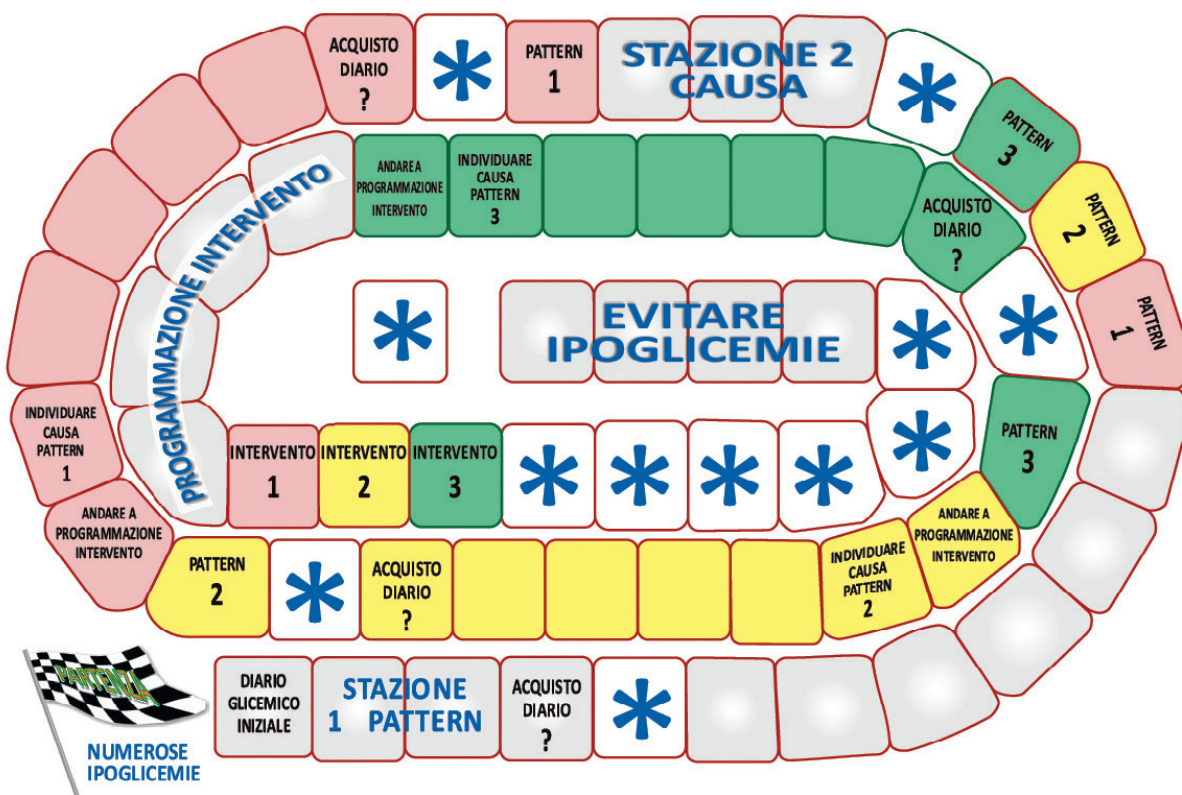 PARTENZA
NUMEROSE
IPOGLICEMIE
DIARIO
GLICEMICO
INIZIALE
STAZIONE
1 PATTERN
ACQUISTO
DIARIO
?
*
PATTERN
1
PATTERN
2
PATTERN
3
*
STAZIONE 2
CAUSA
PATTERN
1
*
ACQUISTO
DIARIO
?
INDIVIDUARE
CAUSA
PATTERN
1
ANDARE A
PROGRAMMAZIONE
INTERVENTO
PATTERN
2
*
ACQUISTO
DIARIO
?
INDIVIDUARE
CAUSA
PATTERN
2
ANDARE A
PROGRAMMAZIONE
INTERVENTO
PATTERN
3
*
ACQUISTO
DIARIO
?
INDIVIDUARE
CAUSA
PATTERN
3
ANDARE A
PROGRAMMAZIONE
INTERVENTO
PROGRAMMAZIONE INTERVENTO
INTERVENTO
1
INTERVENTO
2
INTERVENTO
3
*
*
*
*
*
*
EVITARE
IPOGLICEMIE
*